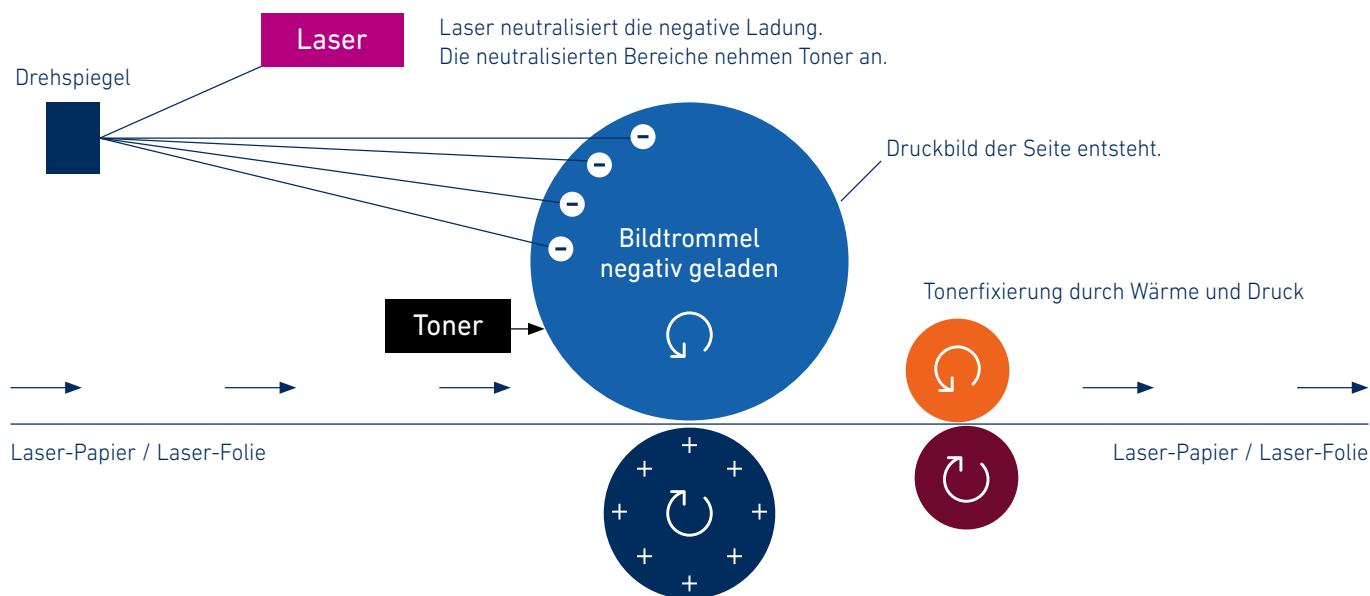 Laser
Laser neutralisiert die negative Ladung.
Die neutralisierten Bereiche nehmen Toner an.
Drehspiegel
Druckbild der Seite entsteht.
Bildtrommel
negativ geladen
Toner
Tonerfixierung durch Wärme und Druck
Laser-Papier / Laser-Folie
Laser-Papier / Laser-Folie